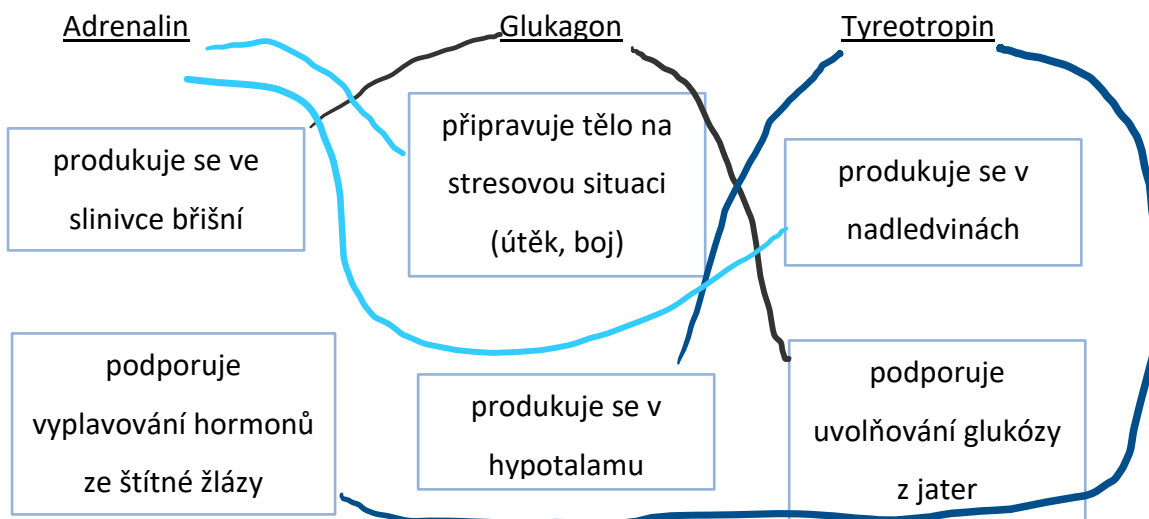 Adrenalin
Glukagon
Tyreotropin
produkuje se ve
slinivce břišní
připravuje tělo na
stresovou situaci
(útěk, boj)
produkuje se v
nadledvinách
podporuje
vyplavování hormonů
ze štítné žlázy
produkuje se v
hypotalamu
podporuje
uvolňování glukózy
z jater